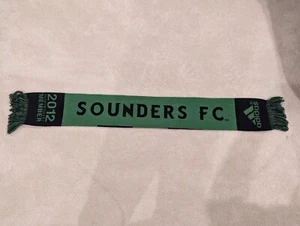 2012
MEMBER
SOUNDERS FC
adidas